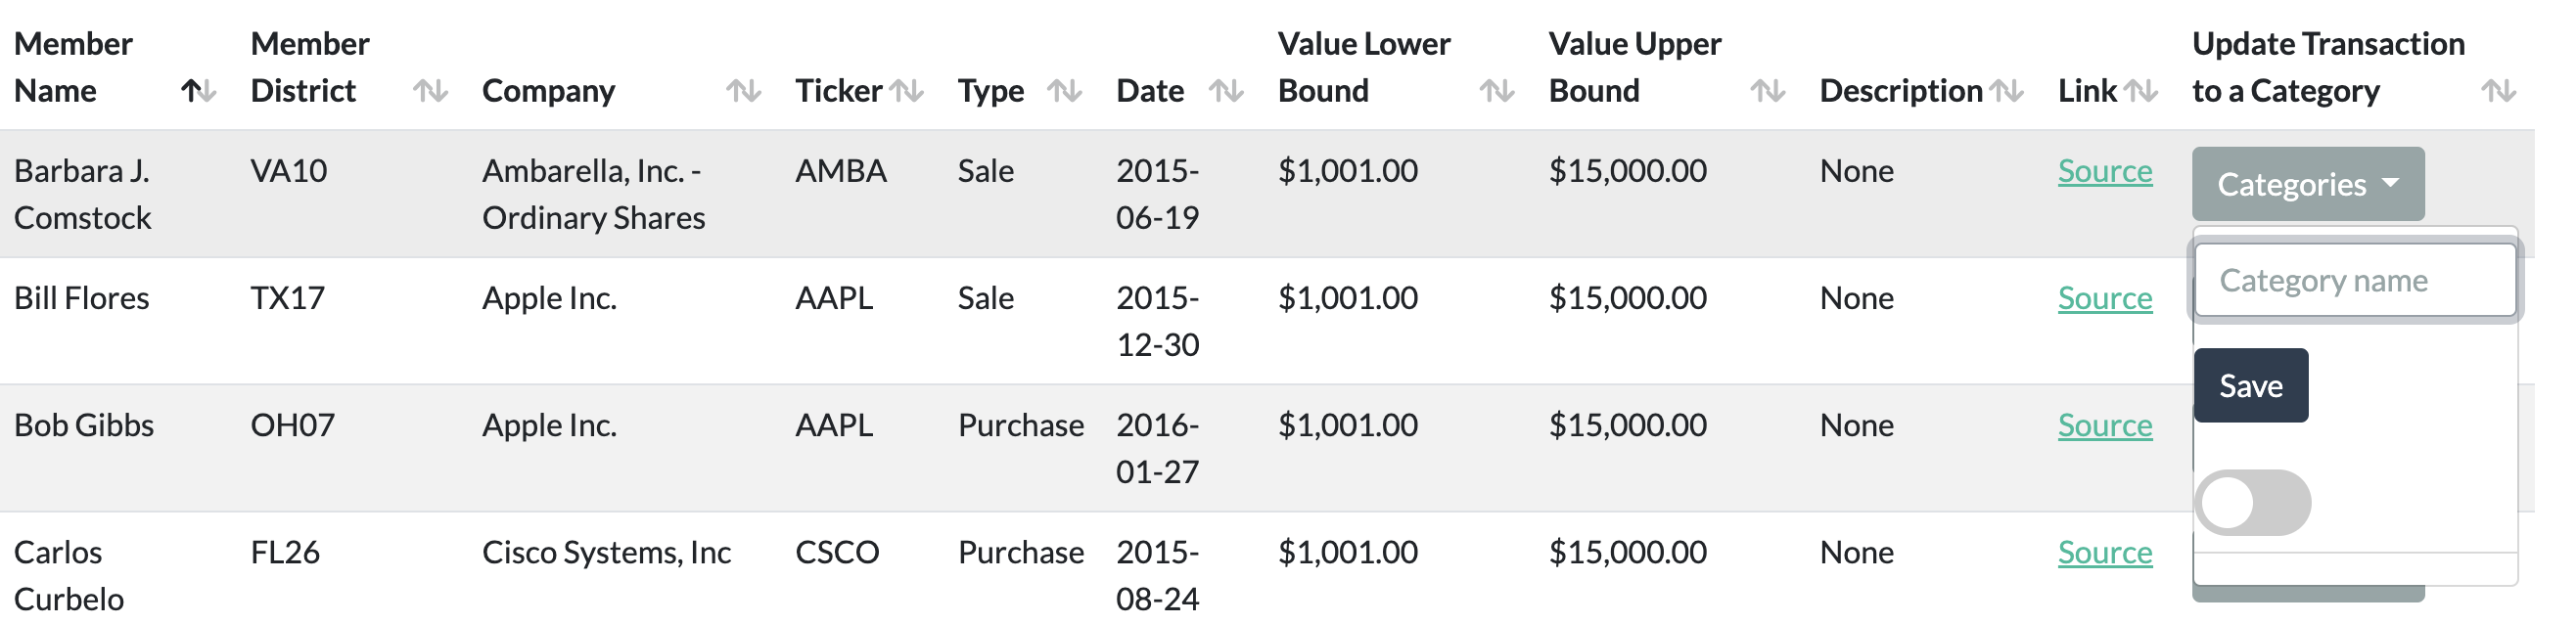 Member Name
Member District
Company
Ticker
Type
Date
Value Lower Bound
Value Upper Bound
Description
Link
Update Transaction to a Category
Barbara J. Comstock
VA10
Ambarella, Inc. - Ordinary Shares
AMBA
Sale
2015-06-19
$1,001.00
$15,000.00
None
Source
Categories
Category name
Save
Bill Flores
TX17
Apple Inc.
AAPL
Sale
2015-12-30
$1,001.00
$15,000.00
None
Source
Bob Gibbs
OH07
Apple Inc.
AAPL
Purchase
2016-01-27
$1,001.00
$15,000.00
None
Source
Carlos Curbelo
FL26
Cisco Systems, Inc
CSCO
Purchase
2015-08-24
$1,001.00
$15,000.00
None
Source